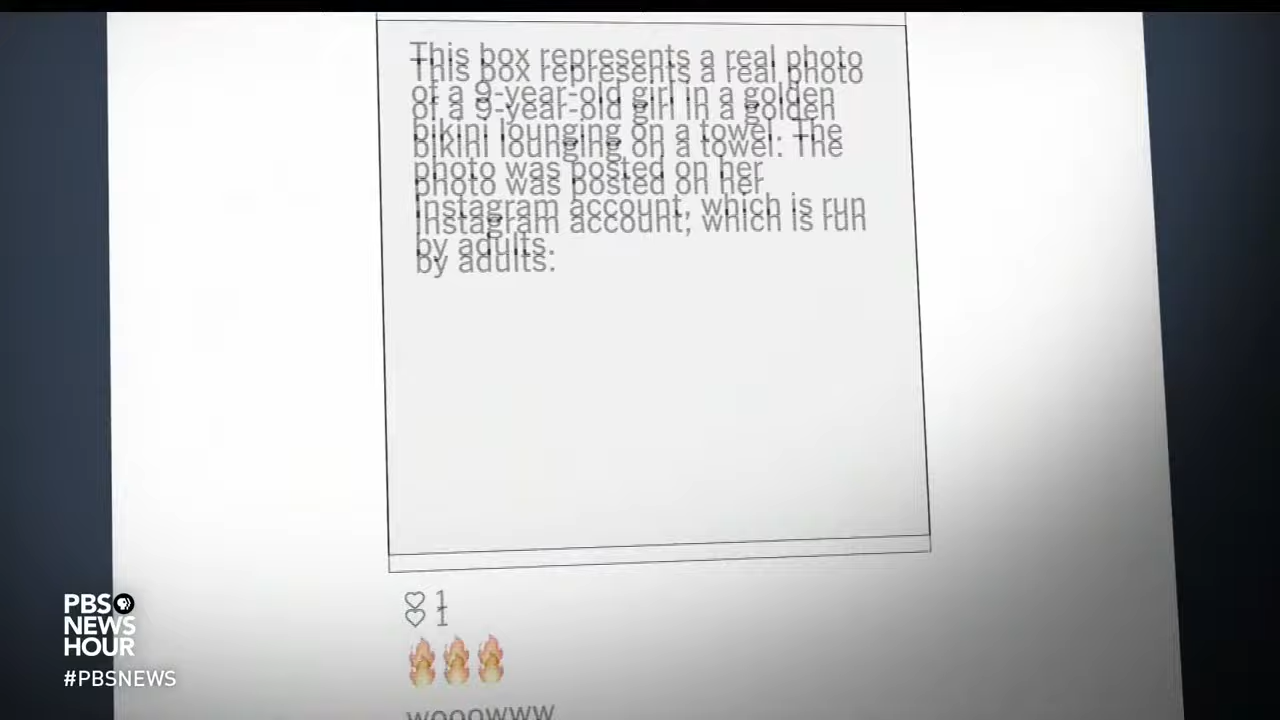 This box represents a real photo
of a 9-year-old girl in a golden
bikini lounging on a towel. The
photo was posted on her
Instagram account, which is run
by adults.
1
🔥🔥🔥
wooowww
PBS
NEWS
HOUR
#PBSNEWS